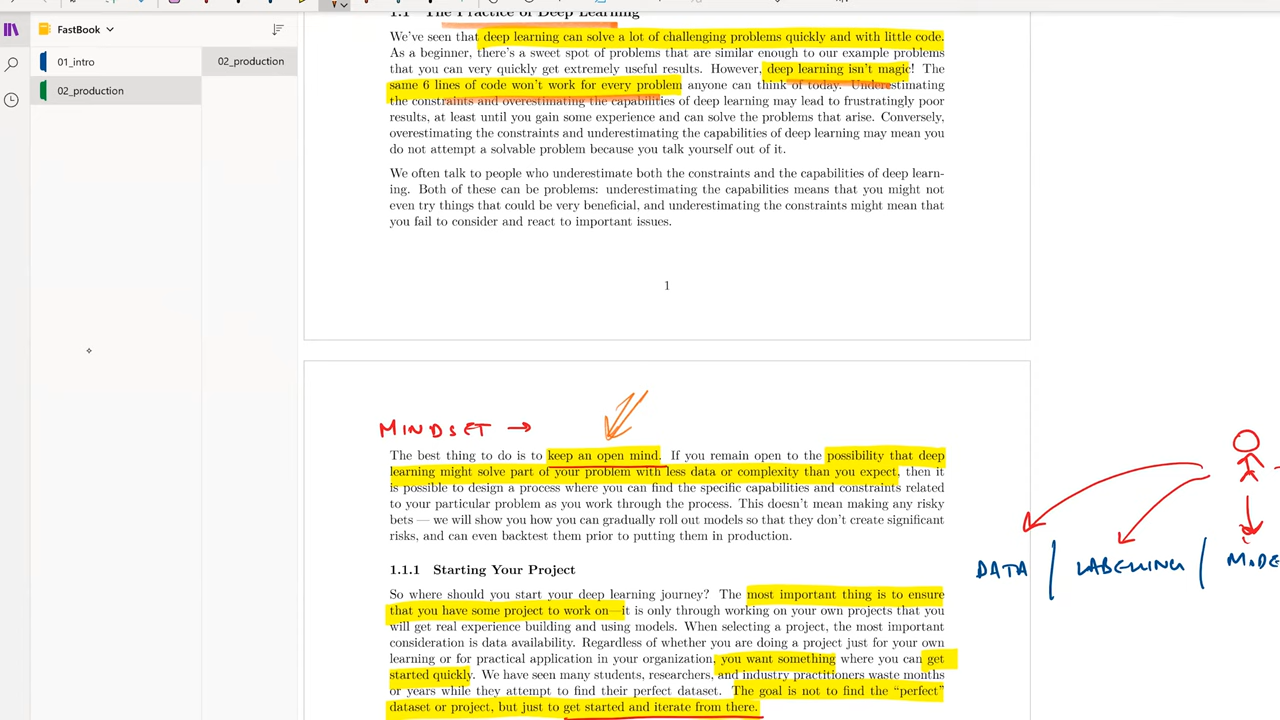 FastBook
01_intro
02_production
02_production
1.1 The Practice of Deep Learning
We've seen that deep learning can solve a lot of challenging problems quickly and with little code.
As a beginner, there's a sweet spot of problems that are similar enough to our example problems
that you can very quickly get extremely useful results. However, deep learning isn't magic! The
same 6 lines of code won't work for every problem anyone can think of today. Underestimating
the constraints and overestimating the capabilities of deep learning may lead to frustratingly poor
results, at least until you gain some experience and can solve the problems that arise. Conversely,
overestimating the constraints and underestimating the capabilities of deep learning may mean you
do not attempt a solvable problem because you talk yourself out of it.
We often talk to people who underestimate both the constraints and the capabilities of deep learn-
ing. Both of these can be problems: underestimating the capabilities means that you might not
even try things that could be very beneficial, and underestimating the constraints might mean that
you fail to consider and react to important issues.
1
MINDSET →
The best thing to do is to keep an open mind. If you remain open to the possibility that deep
learning might solve part of your problem with less data or complexity than you expect, then it
is possible to design a process where you can find the specific capabilities and constraints related
to your particular problem as you work through the process. This doesn't mean making any risky
bets — we will show you how you can gradually roll out models so that they don't create significant
risks, and can even backtest them prior to putting them in production.
DATA | LABELLING | MODE
1.1.1 Starting Your Project
So where should you start your deep learning journey? The most important thing is to ensure
that you have some project to work on—it is only through working on your own projects that you
will get real experience building and using models. When selecting a project, the most important
consideration is data availability. Regardless of whether you are doing a project just for your own
learning or for practical application in your organization, you want something where you can get
started quickly. We have seen many students, researchers, and industry practitioners waste months
or years while they attempt to find their perfect dataset. The goal is not to find the “perfect”
dataset or project, but just to get started and iterate from there.